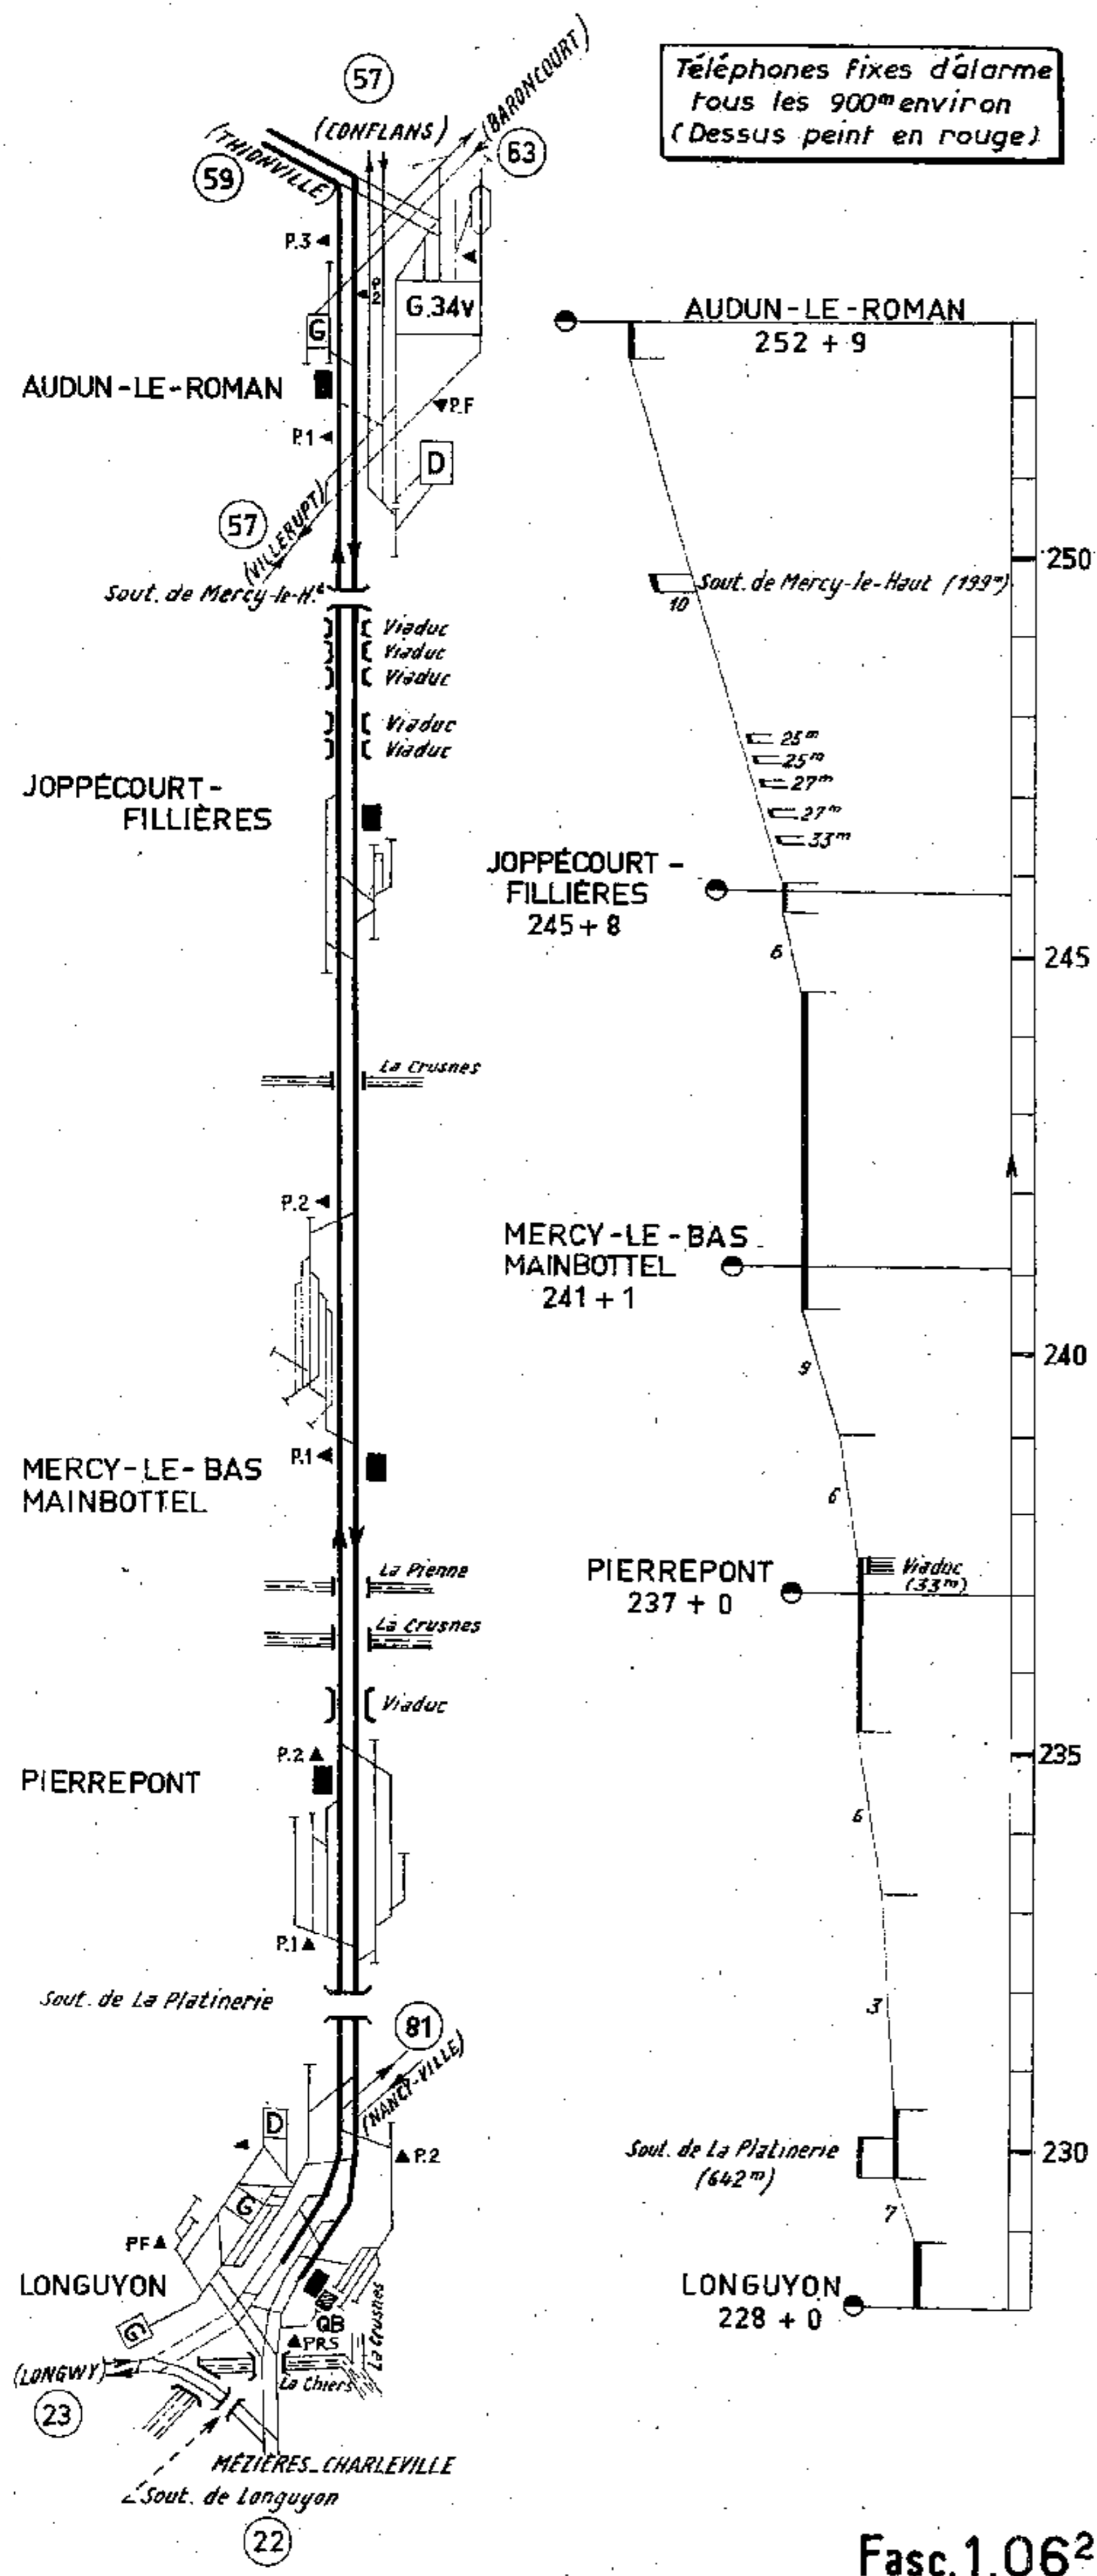 Téléphones fixes d'alarme
tous les 900m environ
(Dessus peint en rouge)
57
(CONFLANS)
(BARONCOURT)
63
(THIONVILLE)
59
P.3
P2
G.34V
G
AUDUN-LE-ROMAN
P.F
P.1
D
57
(VILLERUPT)
Sout. de Mercy-le-H.t
Viaduc
Viaduc
Viaduc
Viaduc
Viaduc
JOPPÉCOURT-
FILLIÈRES
La Crusnes
P.2
P.1
MERCY-LE-BAS
MAINBOTTEL
La Pienne
La Crusnes
Viaduc
P.2
PIERREPONT
P.1
Sout. de La Platinerie
81
(NANCY-VILLE)
D
P.2
G
PF
LONGUYON
QB
G
PRS
La Crusnes
(LONGWY)
La Chiers
23
MÉZIÈRES_CHARLEVILLE
Sout. de Longuyon
22
AUDUN-LE-ROMAN
252 + 9
250
Sout. de Mercy-le-Haut (199m)
10
25m
25m
27m
27m
33m
JOPPÉCOURT -
FILLIÈRES
245 + 8
6
245
MERCY-LE-BAS
MAINBOTTEL
241 + 1
240
9
6
PIERREPONT
237 + 0
Viaduc
(33m)
235
6
3
Sout. de La Platinerie
(642m)
230
7
LONGUYON
228 + 0
Fasc.1.06²